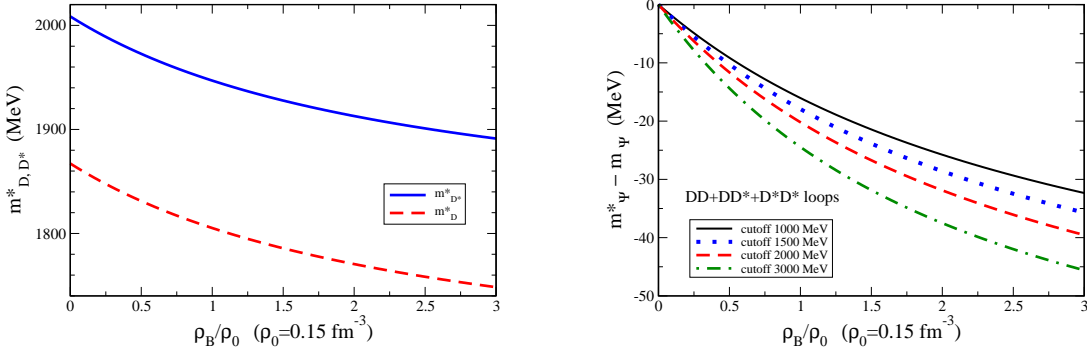 2000
1900
1800
m*D, D* (MeV)
m*D*
m*D
0 0.5 1 1.5 2 2.5 3
ρB/ρ0 (ρ0=0.15 fm-3)
0
-10
-20
-30
-40
-50
m*Ψ − mΨ (MeV)
DD+DD*+D*D* loops
cutoff 1000 MeV
cutoff 1500 MeV
cutoff 2000 MeV
cutoff 3000 MeV
0 0.5 1 1.5 2 2.5 3
ρB/ρ0 (ρ0=0.15 fm-3)